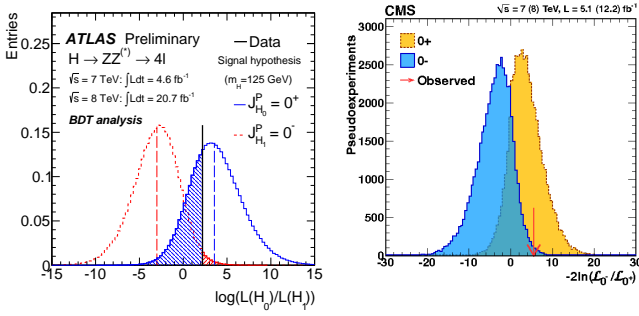 Entries
0.25
0.2
0.15
0.1
0.05
0
-15 -10 -5 0 5 10 15
log(L(H₀)/L(H₁))
ATLAS Preliminary
H → ZZ⁽*⁾ → 4l
√s = 7 TeV: ∫Ldt = 4.6 fb⁻¹
√s = 8 TeV: ∫Ldt = 20.7 fb⁻¹
BDT analysis
Data
Signal hypothesis
(m_H=125 GeV)
J^P_H₀ = 0⁺
J^P_H₁ = 0⁻
CMS √s = 7 (8) TeV, L = 5.1 (12.2) fb⁻¹
Pseudoexperiments
3000
2500
2000
1500
1000
500
0
0+
0-
Observed
-30 -20 -10 0 10 20 30
-2ln(ℒ₀-/ℒ₀+)